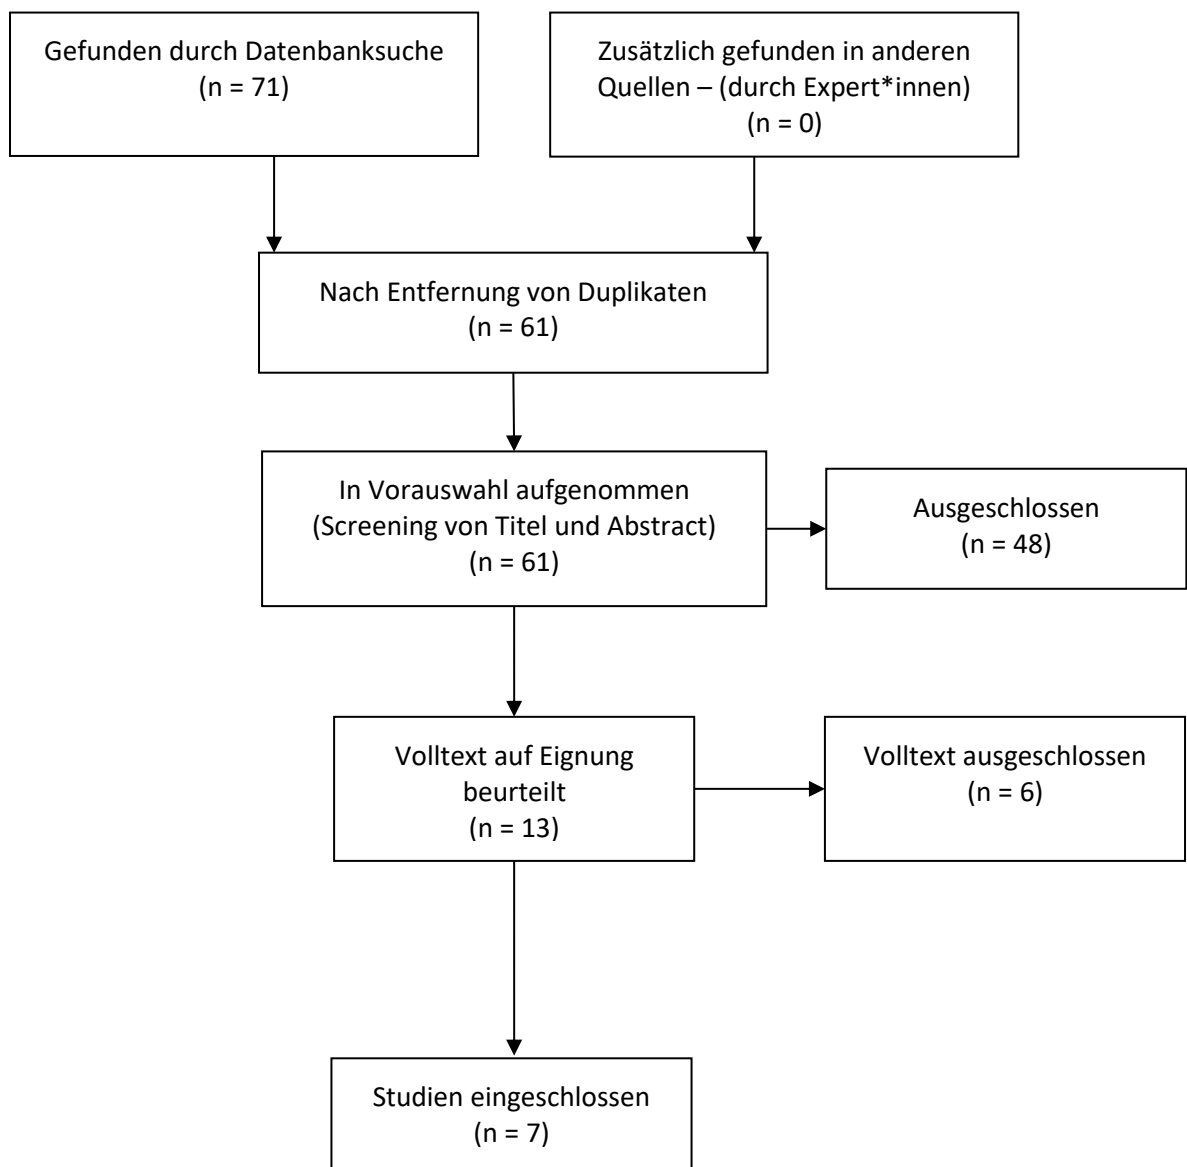 Gefunden durch Datenbanksuche
(n = 71)
Zusätzlich gefunden in anderen
Quellen – (durch Expert*innen)
(n = 0)
Nach Entfernung von Duplikaten
(n = 61)
In Vorauswahl aufgenommen
(Screening von Titel und Abstract)
(n = 61)
Ausgeschlossen
(n = 48)
Volltext auf Eignung
beurteilt
(n = 13)
Volltext ausgeschlossen
(n = 6)
Studien eingeschlossen
(n = 7)